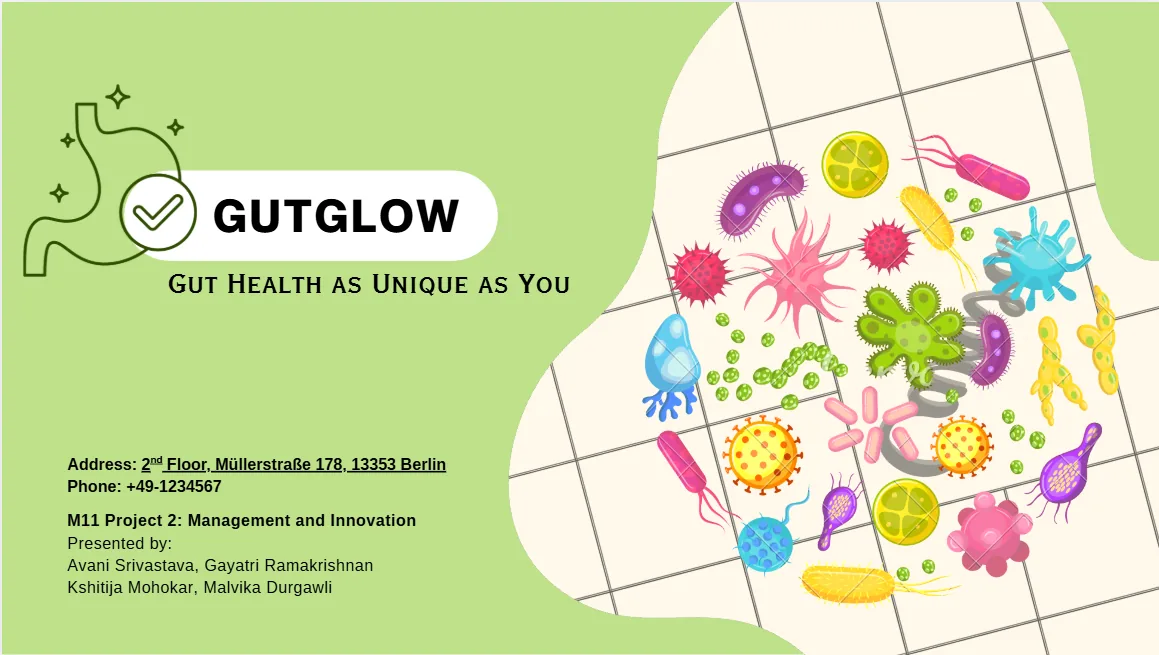 GUTGLOW
Gut Health as Unique as You
Address: 2nd Floor, Müllerstraße 178, 13353 Berlin
Phone: +49-1234567
M11 Project 2: Management and Innovation
Presented by:
Avani Srivastava, Gayatri Ramakrishnan
Kshitija Mohokar, Malvika Durgawli